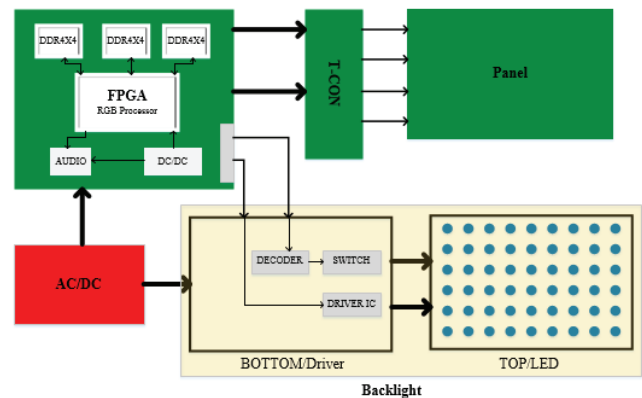 DDR4X4
DDR4X4
DDR4X4
FPGA
RGB Processor
AUDIO
DC/DC
T-CON
Panel
AC/DC
DECODER
SWITCH
DRIVER IC
BOTTOM/Driver
TOP/LED
Backlight